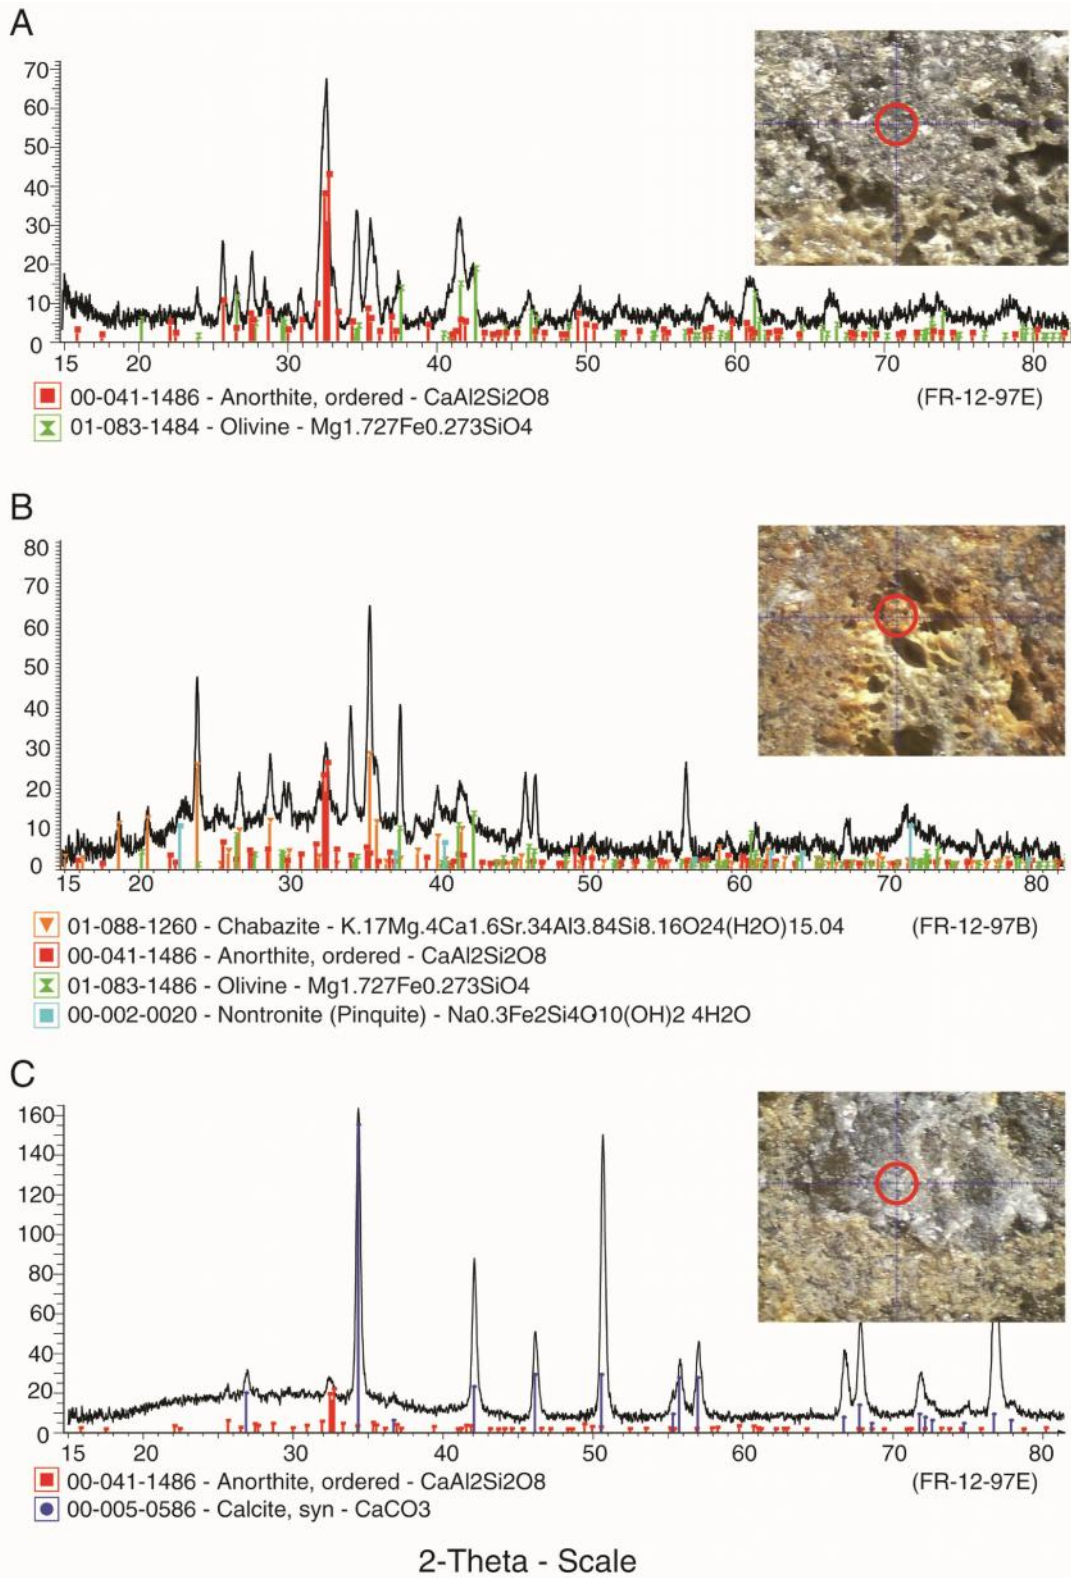 A
70
60
50
40
30
20
10
0
15 20 30 40 50 60 70 80
00-041-1486 - Anorthite, ordered - CaAl2Si2O8 (FR-12-97E)
01-083-1484 - Olivine - Mg1.727Fe0.273SiO4
B
80
70
60
50
40
30
20
10
0
15 20 30 40 50 60 70 80
01-088-1260 - Chabazite - K.17Mg.4Ca1.6Sr.34Al3.84Si8.16O24(H2O)15.04 (FR-12-97B)
00-041-1486 - Anorthite, ordered - CaAl2Si2O8
01-083-1486 - Olivine - Mg1.727Fe0.273SiO4
00-002-0020 - Nontronite (Pinquite) - Na0.3Fe2Si4O10(OH)2 4H2O
C
160
140
120
100
80
60
40
20
0
15 20 30 40 50 60 70 80
00-041-1486 - Anorthite, ordered - CaAl2Si2O8 (FR-12-97E)
00-005-0586 - Calcite, syn - CaCO3
2-Theta - Scale